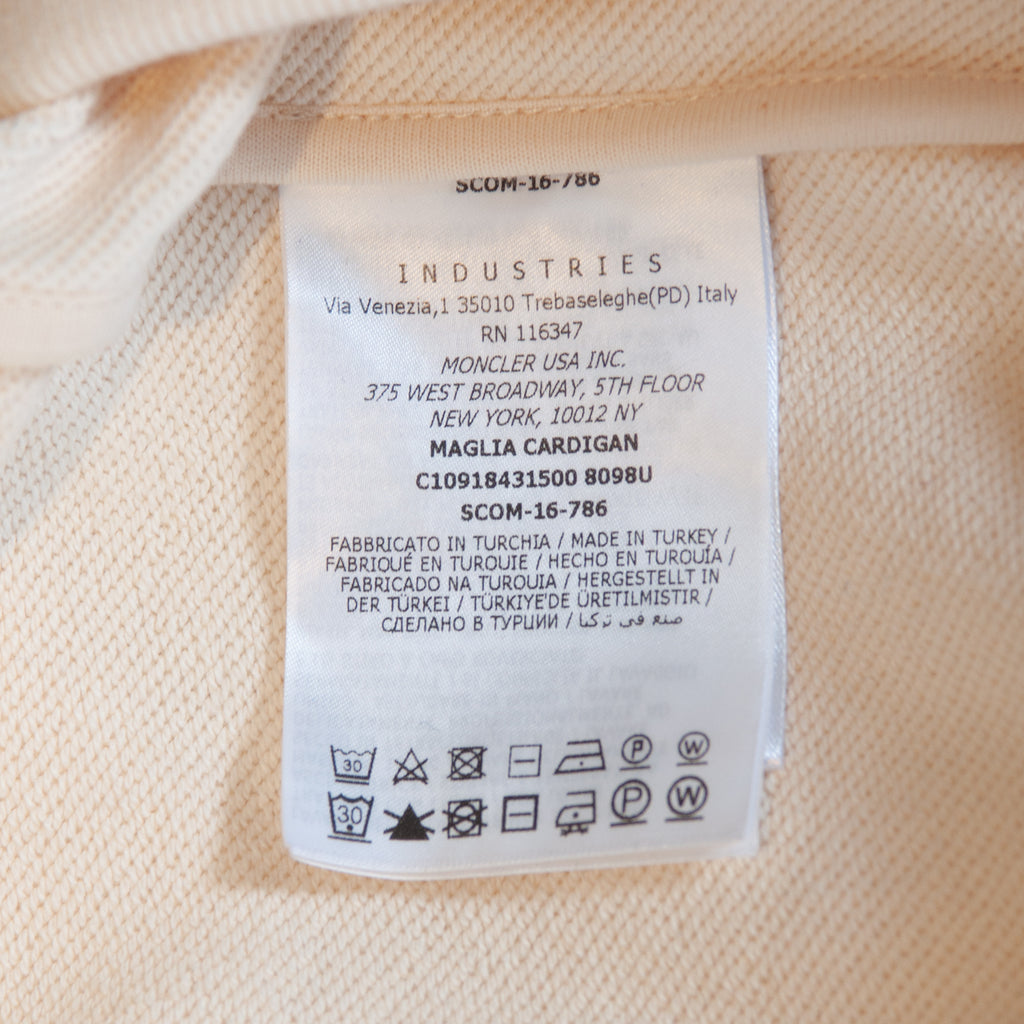 SCOM-16-786
INDUSTRIES
Via Venezia,1 35010 Trebaseleghe(PD) Italy
RN 116347
MONCLER USA INC.
375 WEST BROADWAY, 5TH FLOOR
NEW YORK, 10012 NY
MAGLIA CARDIGAN
C10918431500 8098U
SCOM-16-786
FABBRICATO IN TURCHIA / MADE IN TURKEY /
FABRIQUÉ EN TURQUIE / HECHO EN TURQUÍA /
FABRICADO NA TURQUIA / HERGESTELLT IN
DER TÜRKEI / TÜRKIYE'DE ÜRETILMISTIR /
СДЕЛАНО В ТУРЦИИ / صنع في تركيا
30 P W
30 P W